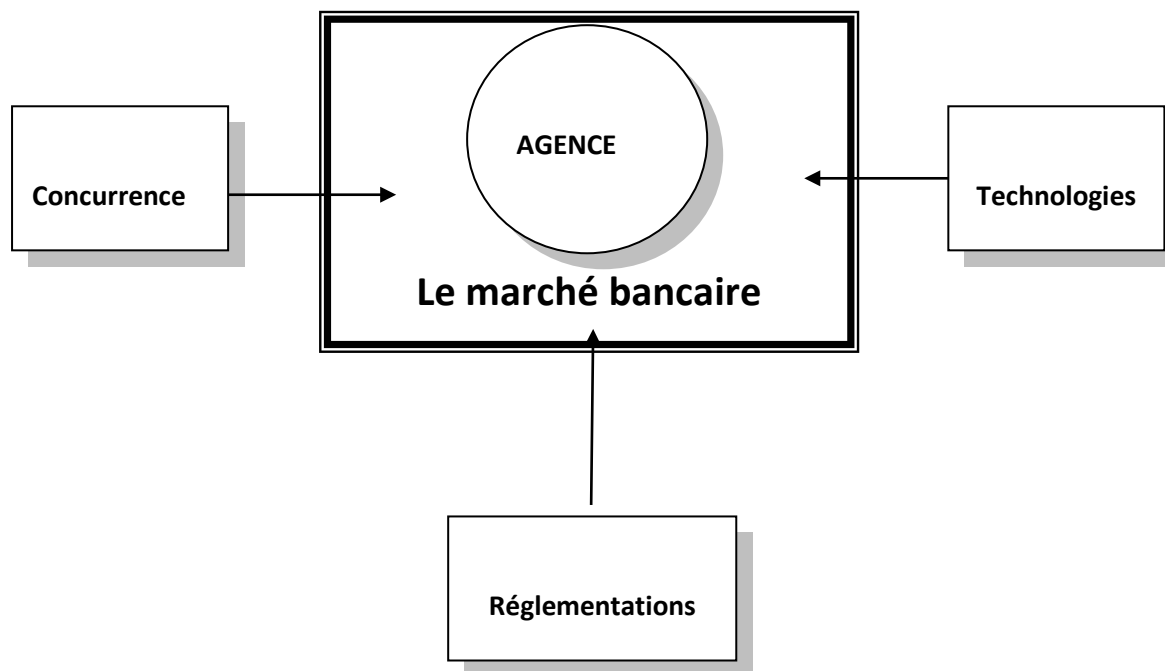 AGENCE
Concurrence
Technologies
Le marché bancaire
Réglementations